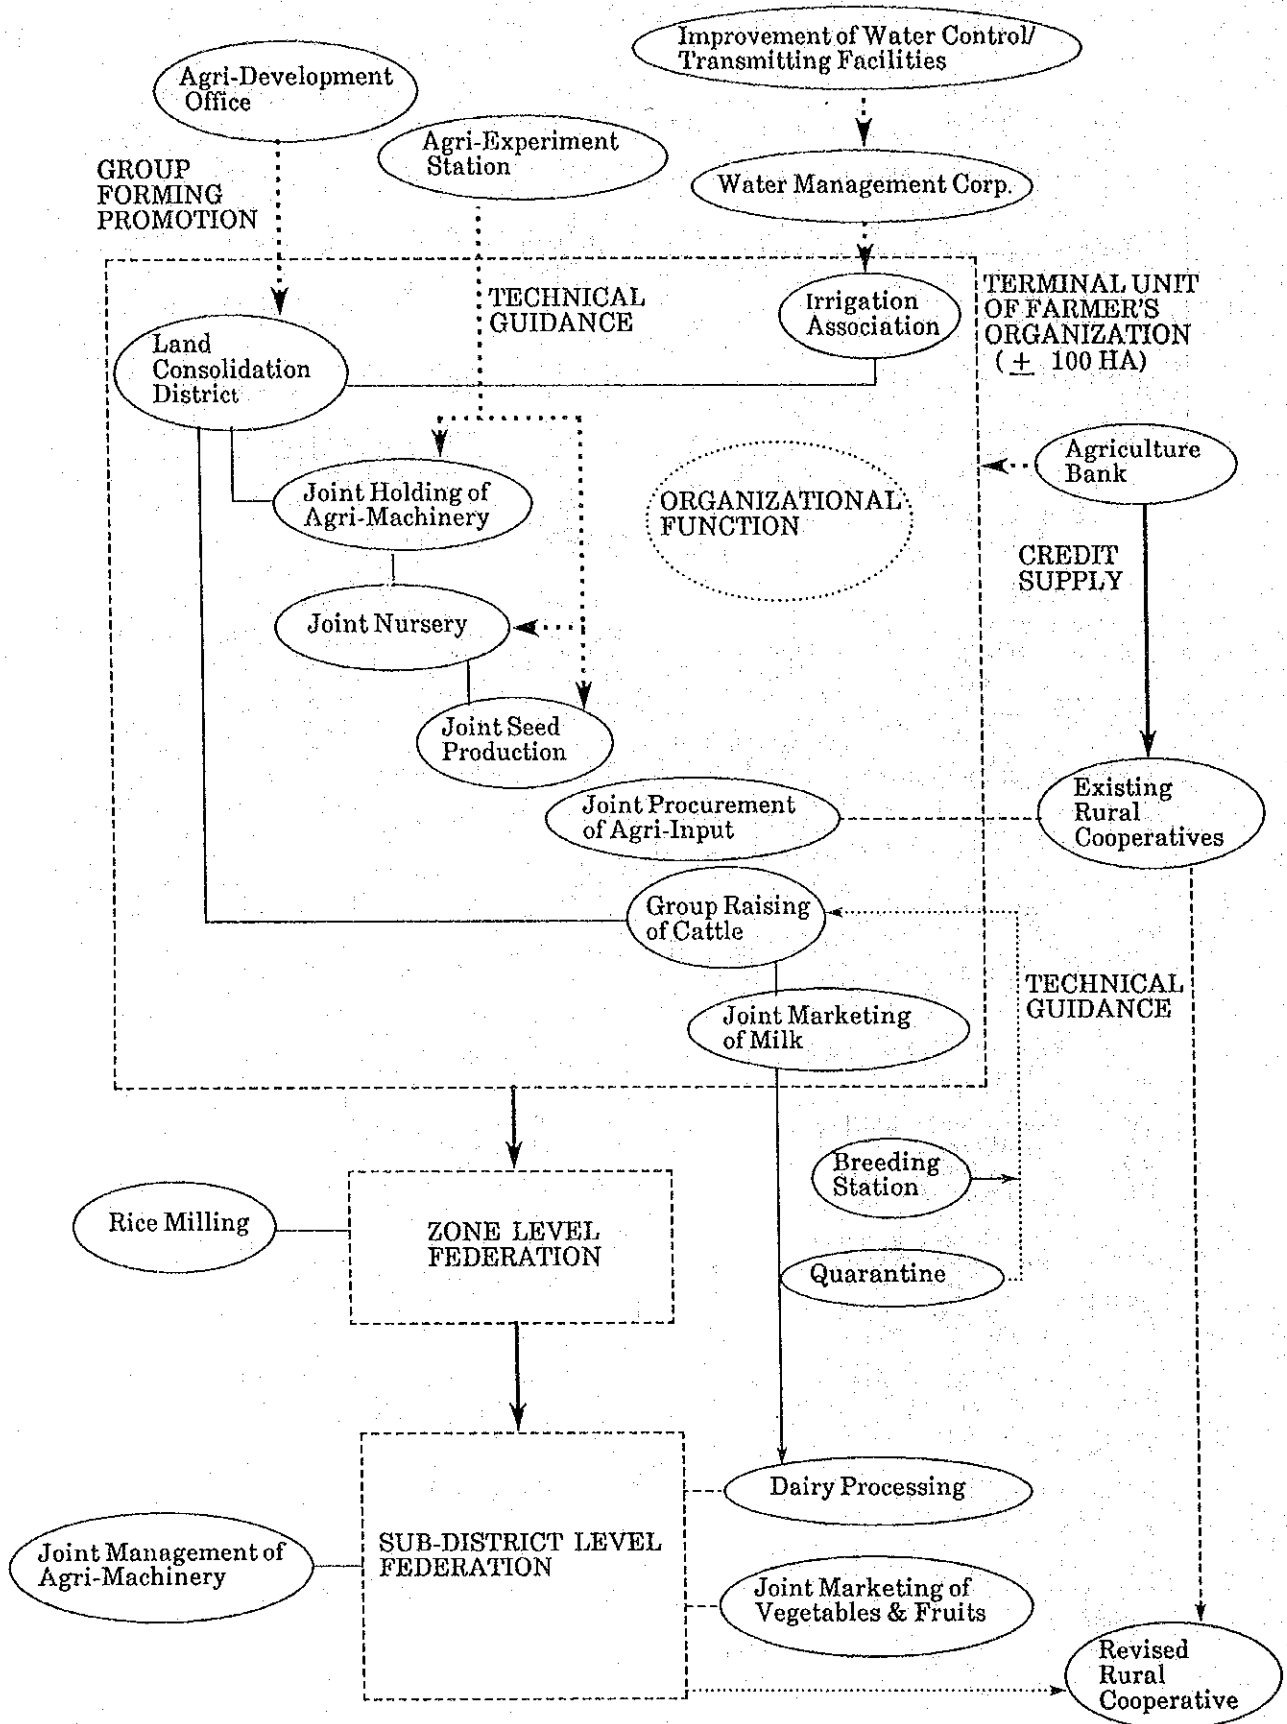 Improvement of Water Control/
Transmitting Facilities
Agri-Development
Office
Agri-Experiment
Station
GROUP
FORMING
PROMOTION
Water Management Corp.
TECHNICAL
GUIDANCE
Irrigation
Association
TERMINAL UNIT
OF FARMER'S
ORGANIZATION
(± 100 HA)
Land
Consolidation
District
Agriculture
Bank
Joint Holding of
Agri-Machinery
ORGANIZATIONAL
FUNCTION
CREDIT
SUPPLY
Joint Nursery
Joint Seed
Production
Joint Procurement
of Agri-Input
Existing
Rural
Cooperatives
Group Raising
of Cattle
TECHNICAL
GUIDANCE
Joint Marketing
of Milk
Breeding
Station
Rice Milling
ZONE LEVEL
FEDERATION
Quarantine
Dairy Processing
SUB-DISTRICT LEVEL
FEDERATION
Joint Management of
Agri-Machinery
Joint Marketing of
Vegetables & Fruits
Revised
Rural
Cooperative